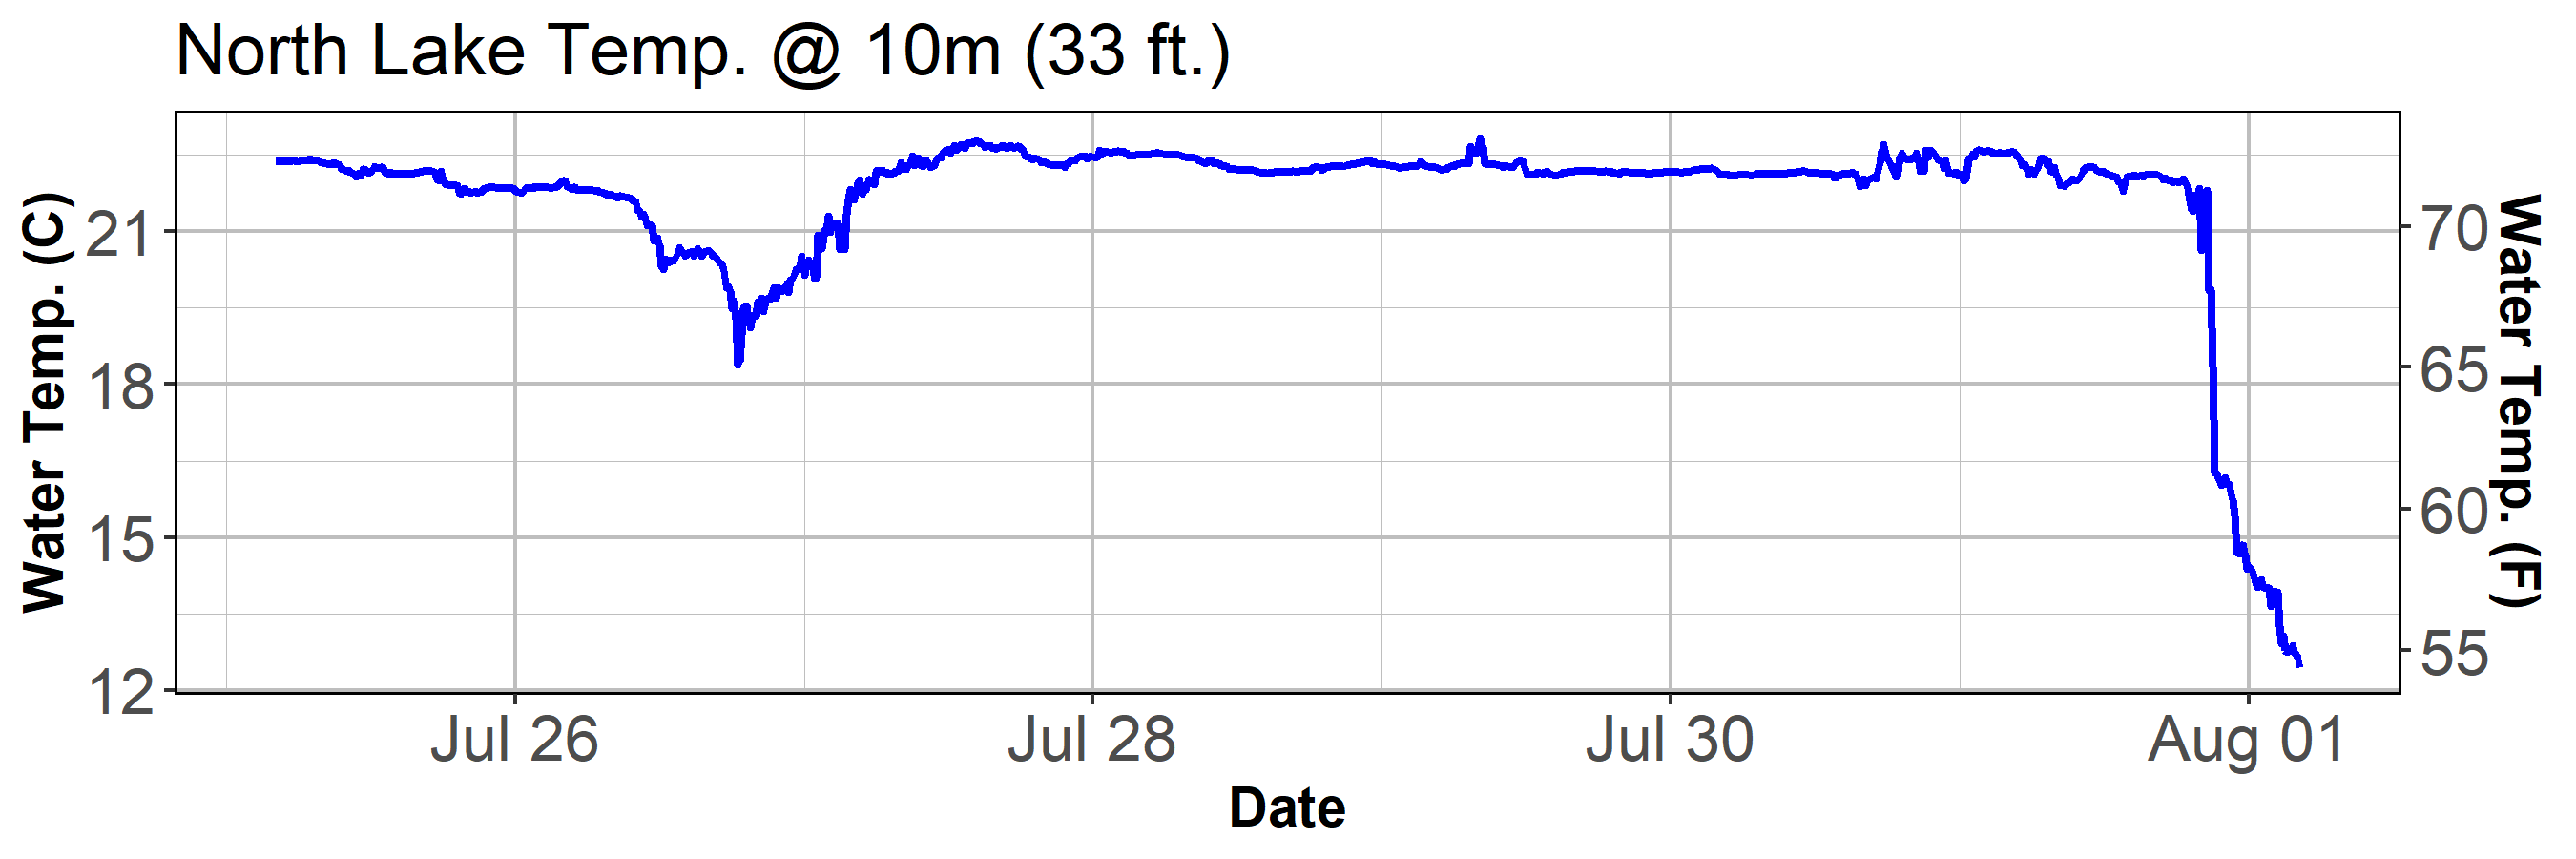 North Lake Temp. @ 10m (33 ft.)
Water Temp. (C)
21
18
15
12
70
65
60
55
Water Temp. (F)
Jul 26
Jul 28
Jul 30
Aug 01
Date